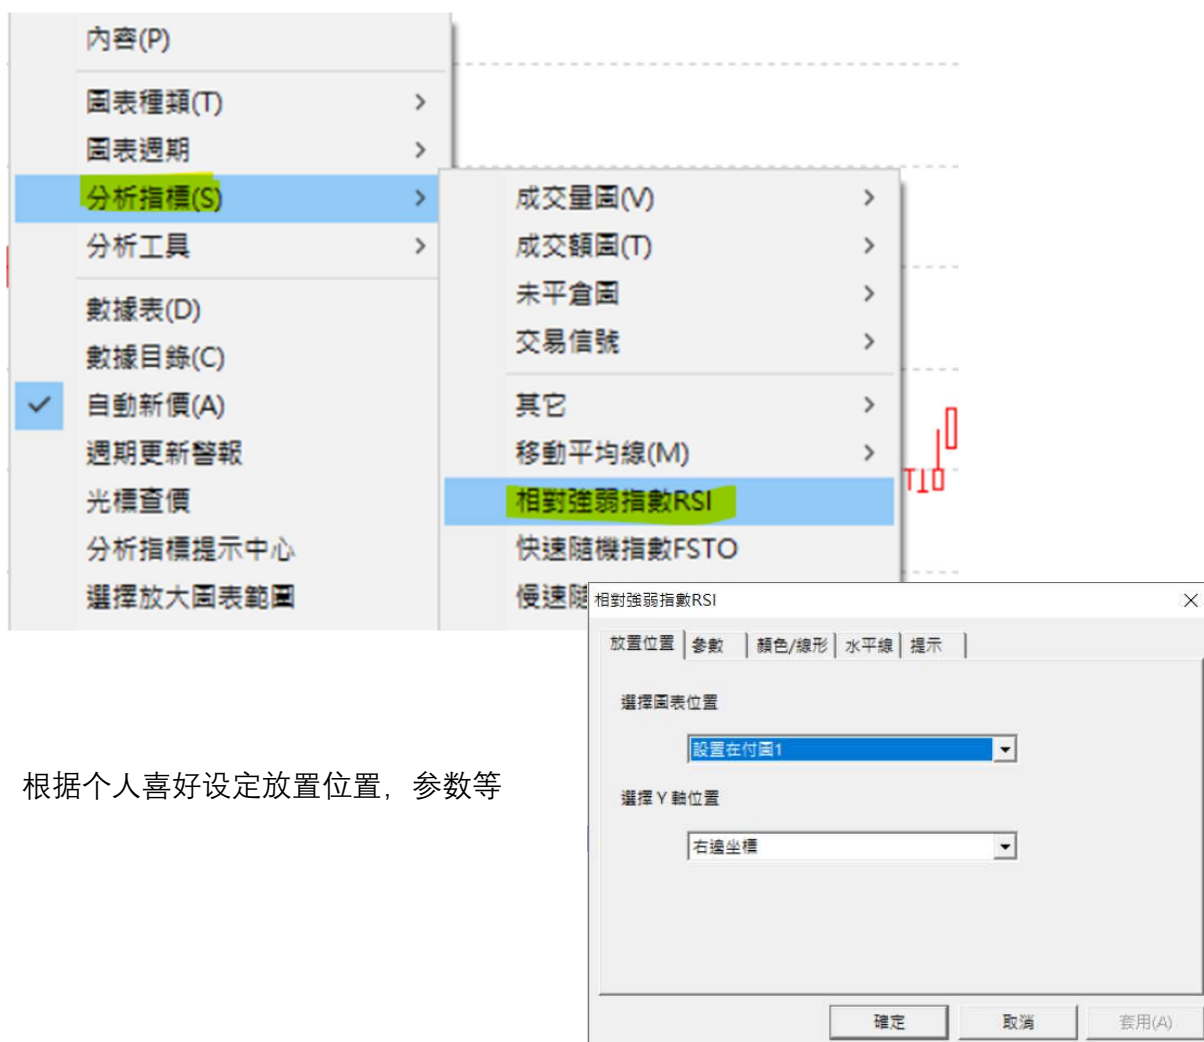 內容(P)
圖表種類(T)
圖表週期
分析指標(S)
分析工具
數據表(D)
數據目錄(C)
自動新價(A)
週期更新警報
光標查價
分析指標提示中心
選擇放大圖表範圍
成交量圖(V)
成交額圖(T)
未平倉圖
交易信號
其它
移動平均線(M)
相對強弱指數RSI
快速隨機指數FSTO
慢速隨
相對強弱指數RSI
放置位置 參數 顏色/線形 水平線 提示
選擇圖表位置
設置在付圖1
選擇 Y 軸位置
右邊坐標
確定 取消 套用(A)
根据个人喜好设定放置位置，参数等